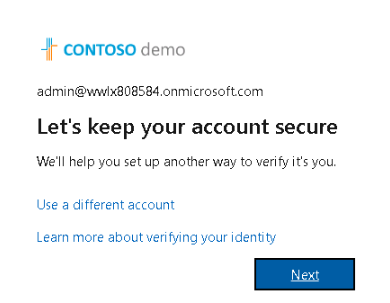 CONTOSO demo
admin@wwlx808584.onmicrosoft.com
Let's keep your account secure
We'll help you set up another way to verify it's you.
Use a different account
Learn more about verifying your identity
Next